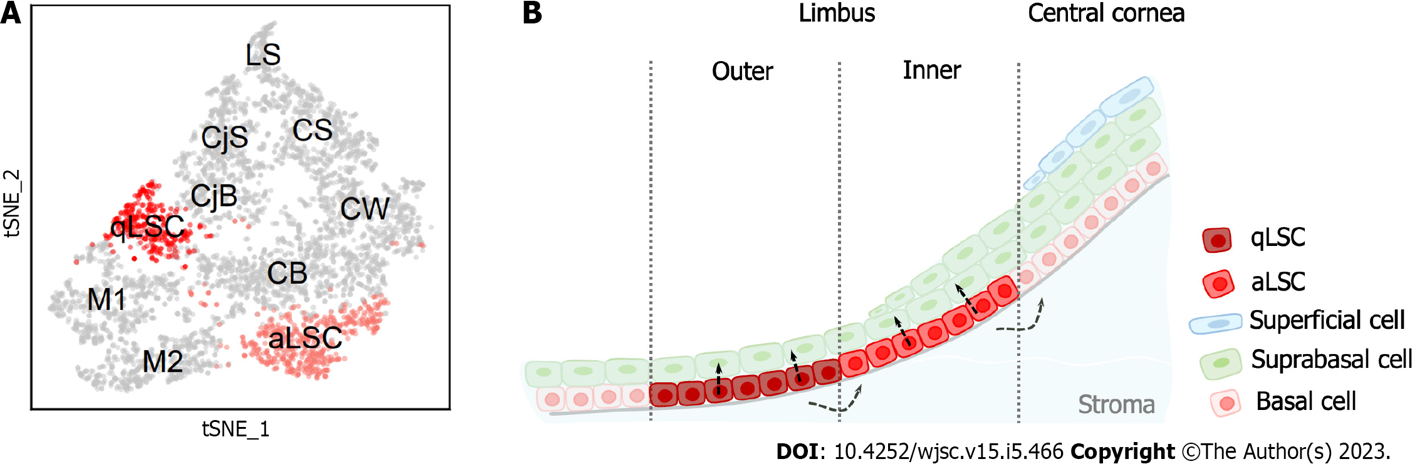 A
LS
CjS
CS
CjB
CW
qLSC
CB
M1
aLSC
M2
tSNE_2
tSNE_1
B
Limbus
Central cornea
Outer
Inner
qLSC
aLSC
Superficial cell
Suprabasal cell
Basal cell
Stroma
DOI: 10.4252/wjsc.v15.i5.466 Copyright ©The Author(s) 2023.